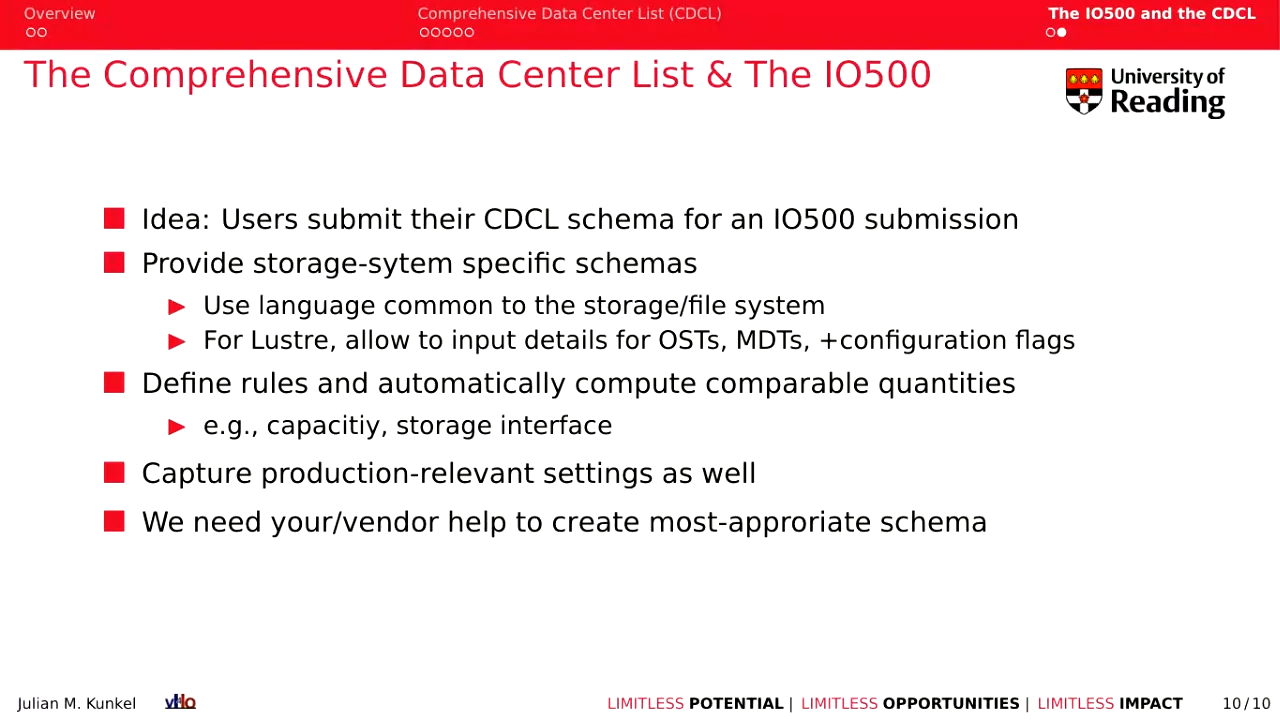 Overview
Comprehensive Data Center List (CDCL)
The IO500 and the CDCL
The Comprehensive Data Center List & The IO500
University of
Reading
Idea: Users submit their CDCL schema for an IO500 submission
Provide storage-sytem specific schemas
Use language common to the storage/file system
For Lustre, allow to input details for OSTs, MDTs, +configuration flags
Define rules and automatically compute comparable quantities
e.g., capacitiy, storage interface
Capture production-relevant settings as well
We need your/vendor help to create most-approriate schema
Julian M. Kunkel
LIMITLESS POTENTIAL | LIMITLESS OPPORTUNITIES | LIMITLESS IMPACT
10/10